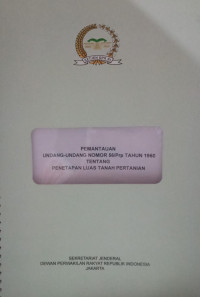 PEMANTAUAN
UNDANG-UNDANG NOMOR 56/Prp TAHUN 1960
TENTANG
PENETAPAN LUAS TANAH PERTANIAN
SEKRETARIAT JENDERAL
DEWAN PERWAKILAN RAKYAT REPUBLIK INDONESIA
JAKARTA